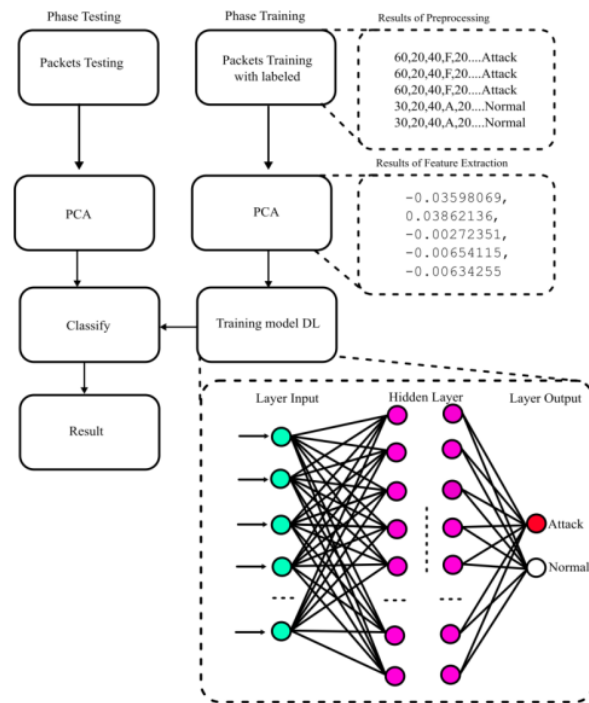 Phase Testing
Phase Training
Results of Preprocessing
Packets Testing
Packets Training
with labeled
60,20,40,F,20....Attack
60,20,40,F,20....Attack
60,20,40,F,20....Attack
30,20,40,A,20....Normal
30,20,40,A,20....Normal
Results of Feature Extraction
PCA
PCA
-0.03598069,
0.03862136,
-0.00272351,
-0.00654115,
-0.00634255
Classify
Training model DL
Result
Layer Input
Hidden Layer
Layer Output
Attack
Normal